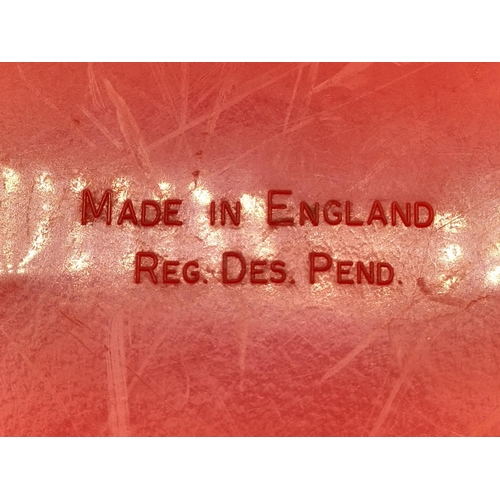 MADE IN ENGLAND
REG. DES. PEND.